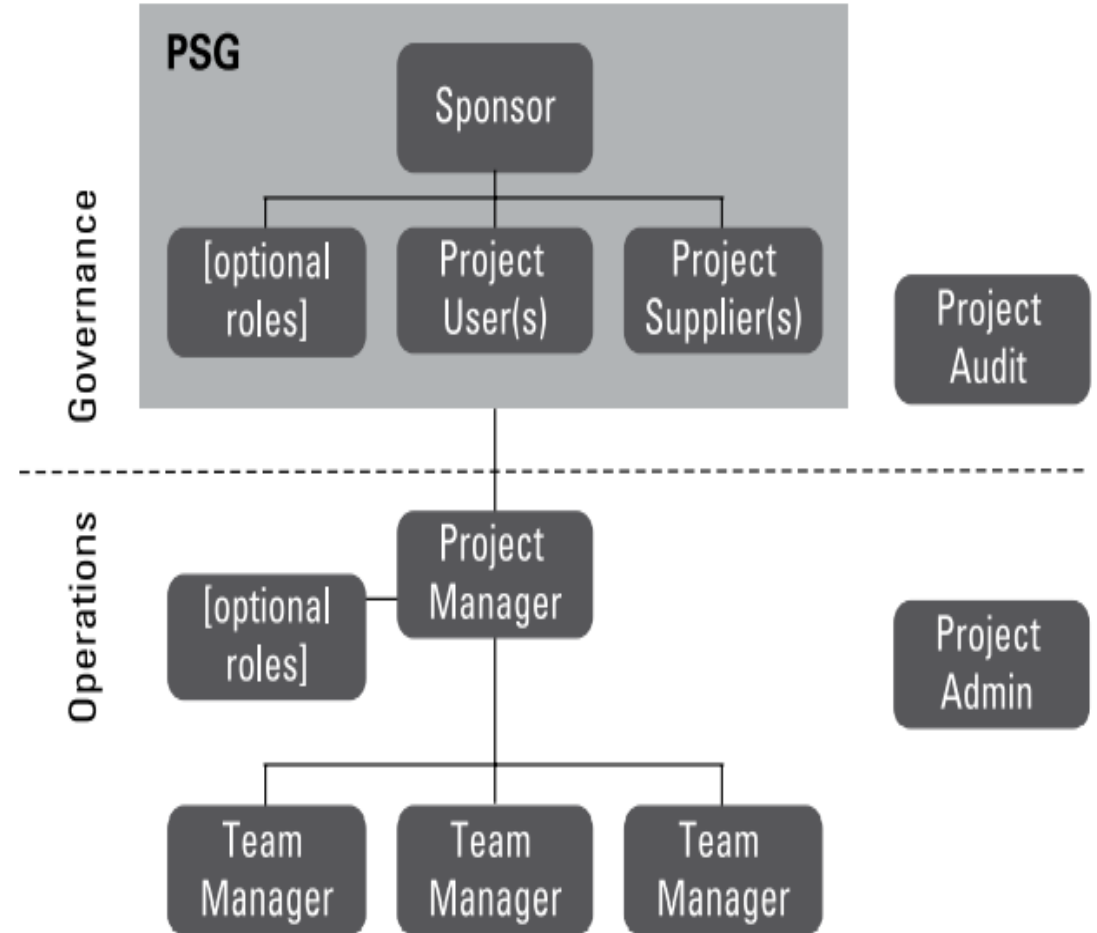 PSG
Sponsor
Governance
[optional
roles]
Project
User(s)
Project
Supplier(s)
Project
Audit
Operations
Project
Manager
[optional
roles]
Project
Admin
Team
Manager
Team
Manager
Team
Manager